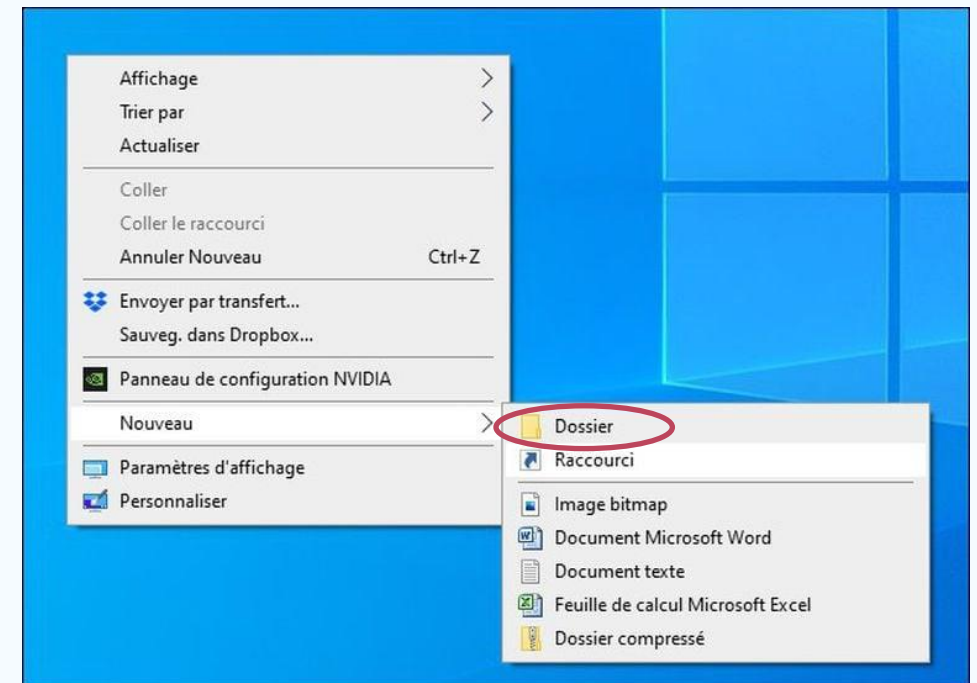 Affichage
Trier par
Actualiser
Coller
Coller le raccourci
Annuler Nouveau Ctrl+Z
Envoyer par transfert...
Sauveg. dans Dropbox...
Panneau de configuration NVIDIA
Nouveau
Paramètres d'affichage
Personnaliser
Dossier
Raccourci
Image bitmap
Document Microsoft Word
Document texte
Feuille de calcul Microsoft Excel
Dossier compressé